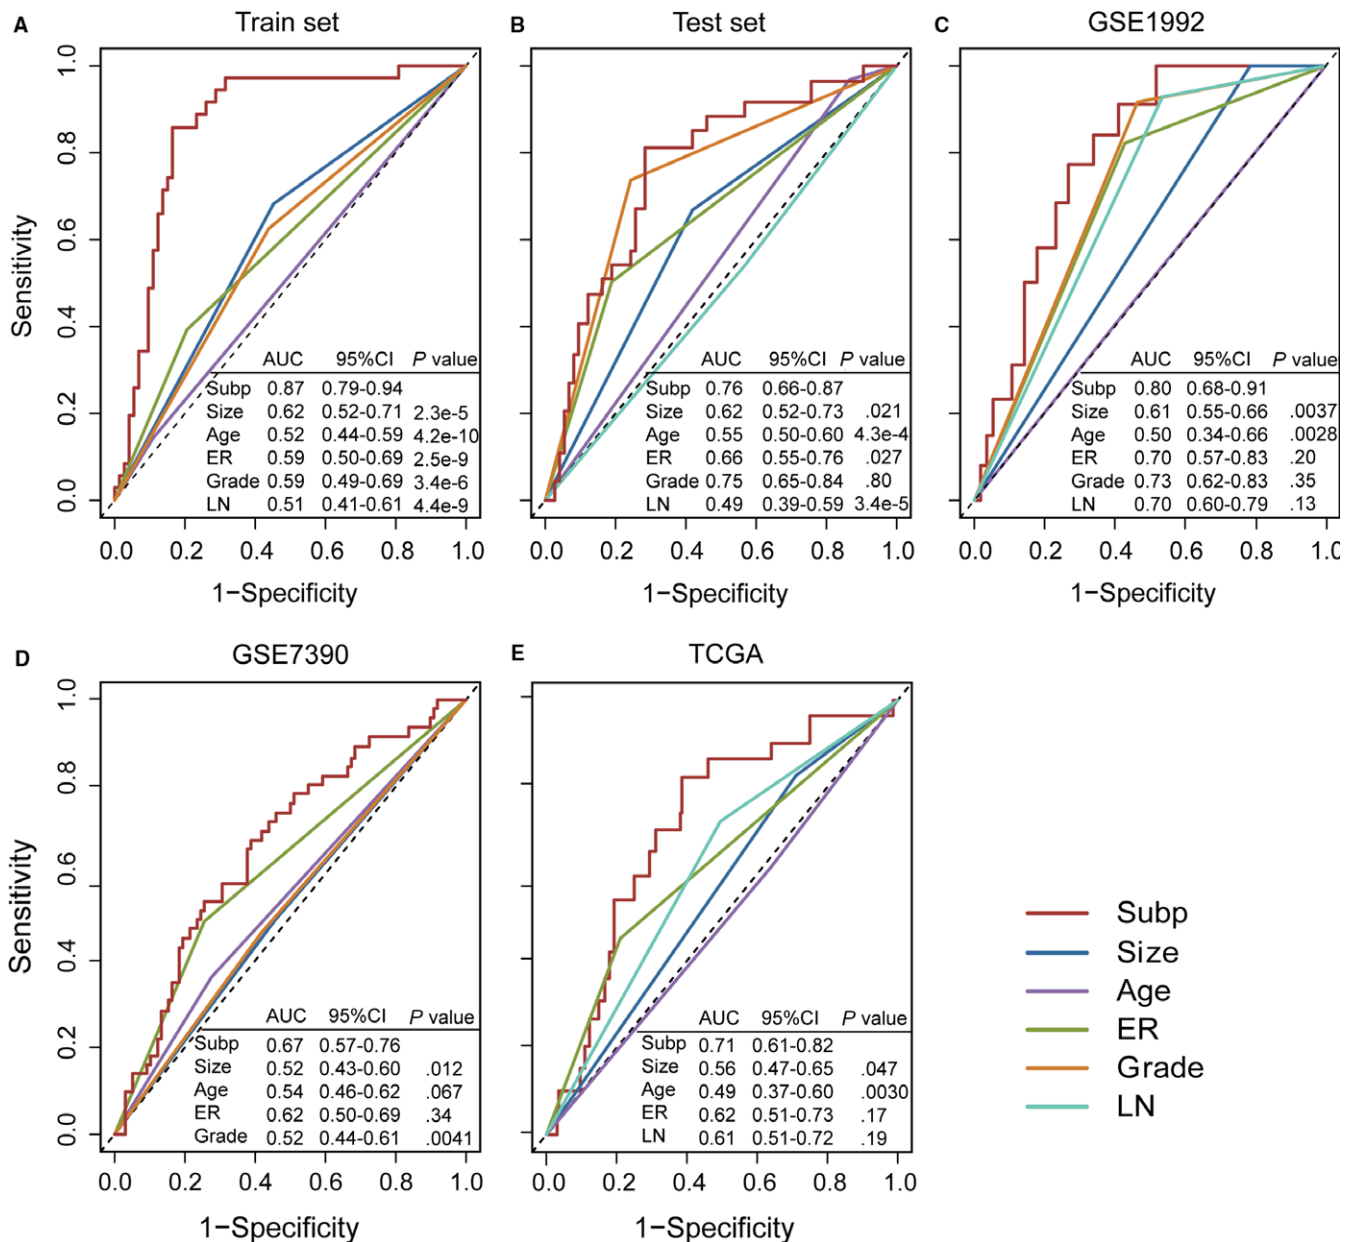 A Train set
1.0
0.8
0.6
0.4
0.2
0.0
Sensitivity
AUC 95%CI P value
Subp 0.87 0.79-0.94
Size 0.62 0.52-0.71 2.3e-5
Age 0.52 0.44-0.59 4.2e-10
ER 0.59 0.50-0.69 2.5e-9
Grade 0.59 0.49-0.69 3.4e-6
LN 0.51 0.41-0.61 4.4e-9
0.0 0.2 0.4 0.6 0.8 1.0
1−Specificity
B Test set
AUC 95%CI P value
Subp 0.76 0.66-0.87
Size 0.62 0.52-0.73 .021
Age 0.55 0.50-0.60 4.3e-4
ER 0.66 0.55-0.76 .027
Grade 0.75 0.65-0.84 .80
LN 0.49 0.39-0.59 3.4e-5
0.0 0.2 0.4 0.6 0.8 1.0
1−Specificity
C GSE1992
AUC 95%CI P value
Subp 0.80 0.68-0.91
Size 0.61 0.55-0.66 .0037
Age 0.50 0.34-0.66 .0028
ER 0.70 0.57-0.83 .20
Grade 0.73 0.62-0.83 .35
LN 0.70 0.60-0.79 .13
0.0 0.2 0.4 0.6 0.8 1.0
1−Specificity
D GSE7390
1.0
0.8
0.6
0.4
0.2
0.0
Sensitivity
AUC 95%CI P value
Subp 0.67 0.57-0.76
Size 0.52 0.43-0.60 .012
Age 0.54 0.46-0.62 .067
ER 0.62 0.50-0.69 .34
Grade 0.52 0.44-0.61 .0041
0.0 0.2 0.4 0.6 0.8 1.0
1−Specificity
E TCGA
AUC 95%CI P value
Subp 0.71 0.61-0.82
Size 0.56 0.47-0.65 .047
Age 0.49 0.37-0.60 .0030
ER 0.62 0.51-0.73 .17
LN 0.61 0.51-0.72 .19
0.0 0.2 0.4 0.6 0.8 1.0
1−Specificity
Subp
Size
Age
ER
Grade
LN